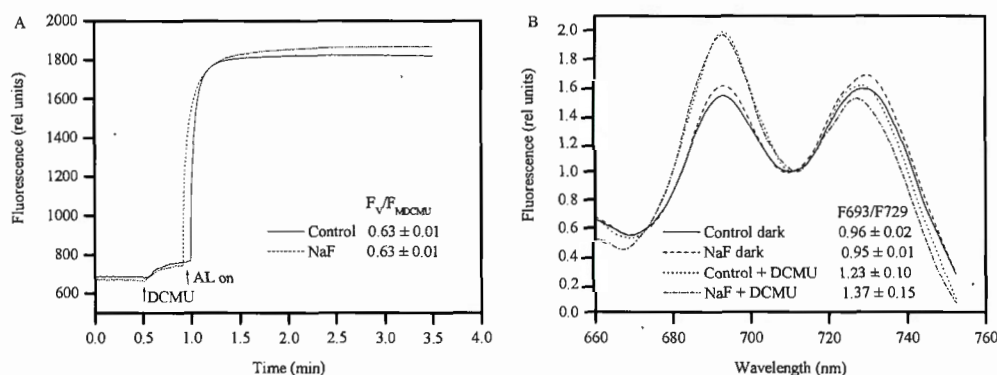 A
Fluorescence (rel units)
2000
1800
1600
1400
1200
1000
800
600
0.0 0.5 1.0 1.5 2.0 2.5 3.0 3.5 4.0
Time (min)
DCMU
AL on
FV/FMDCMU
Control 0.63 ± 0.01
NaF 0.63 ± 0.01
B
Fluorescence (rel units)
2.0
1.8
1.6
1.4
1.2
1.0
0.8
0.6
0.4
0.2
0.0
660 680 700 720 740 760
Wavelength (nm)
F693/F729
Control dark 0.96 ± 0.02
NaF dark 0.95 ± 0.01
Control + DCMU 1.23 ± 0.10
NaF + DCMU 1.37 ± 0.15